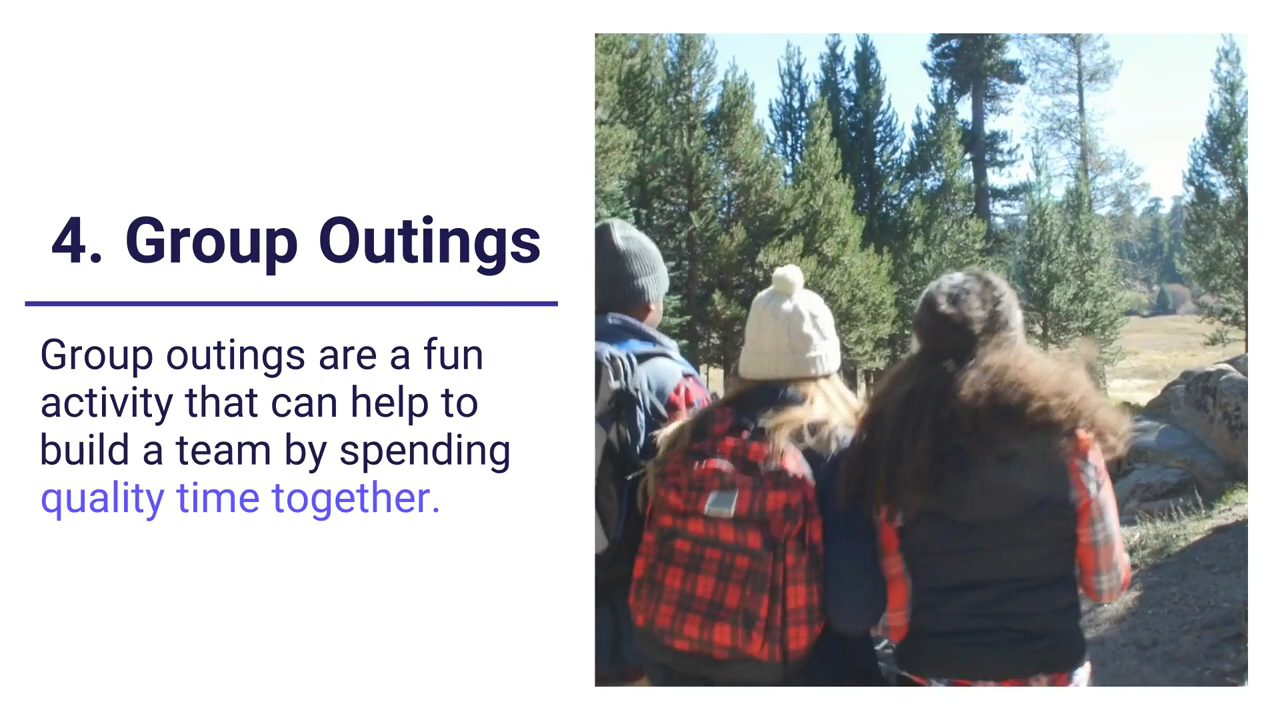 4. Group Outings
Group outings are a fun
activity that can help to
build a team by spending
quality time together.